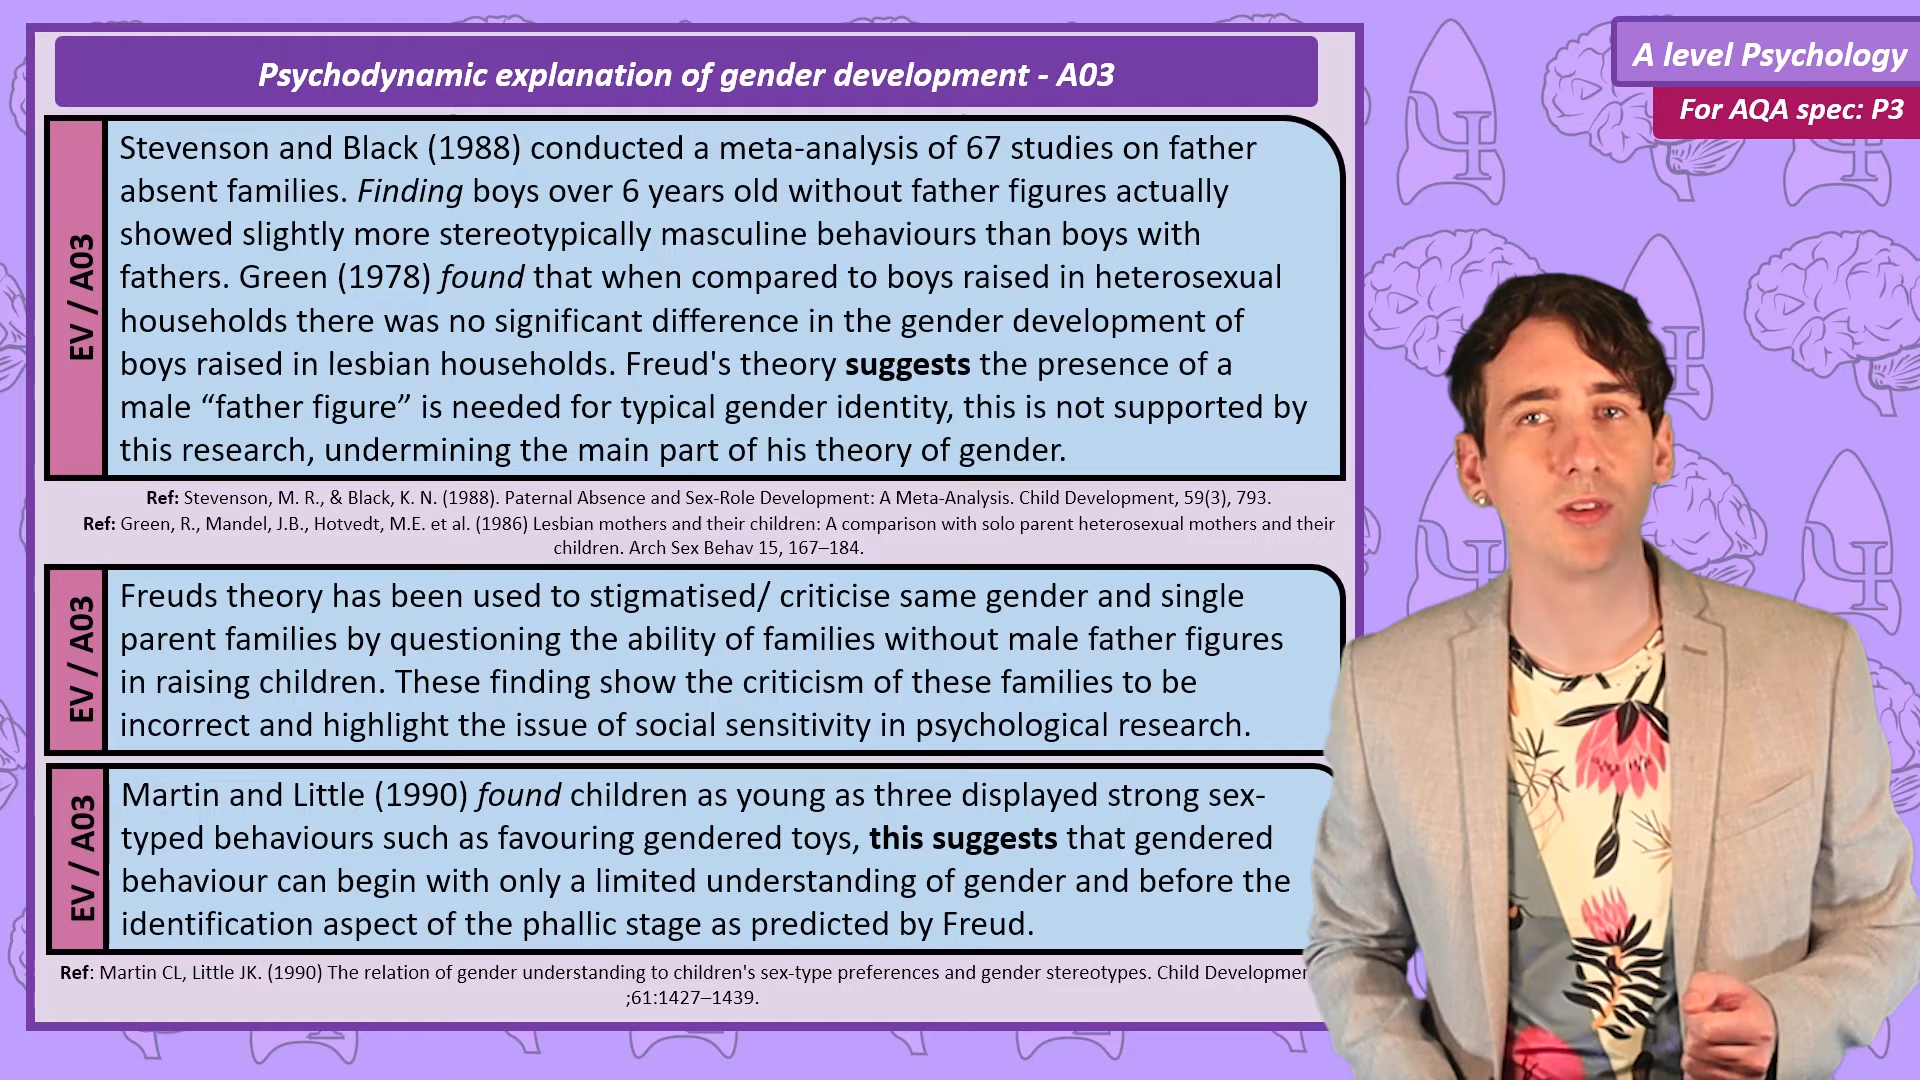 Psychodynamic explanation of gender development - A03
A level Psychology
For AQA spec: P3
EV / A03
Stevenson and Black (1988) conducted a meta-analysis of 67 studies on father
absent families. Finding boys over 6 years old without father figures actually
showed slightly more stereotypically masculine behaviours than boys with
fathers. Green (1978) found that when compared to boys raised in heterosexual
households there was no significant difference in the gender development of
boys raised in lesbian households. Freud's theory suggests the presence of a
male “father figure” is needed for typical gender identity, this is not supported by
this research, undermining the main part of his theory of gender.
Ref: Stevenson, M. R., & Black, K. N. (1988). Paternal Absence and Sex-Role Development: A Meta-Analysis. Child Development, 59(3), 793.
Ref: Green, R., Mandel, J.B., Hotvedt, M.E. et al. (1986) Lesbian mothers and their children: A comparison with solo parent heterosexual mothers and their
children. Arch Sex Behav 15, 167–184.
EV / A03
Freuds theory has been used to stigmatised/ criticise same gender and single
parent families by questioning the ability of families without male father figures
in raising children. These finding show the criticism of these families to be
incorrect and highlight the issue of social sensitivity in psychological research.
EV / A03
Martin and Little (1990) found children as young as three displayed strong sex-
typed behaviours such as favouring gendered toys, this suggests that gendered
behaviour can begin with only a limited understanding of gender and before the
identification aspect of the phallic stage as predicted by Freud.
Ref: Martin CL, Little JK. (1990) The relation of gender understanding to children's sex-type preferences and gender stereotypes. Child
;61:1427–1439.